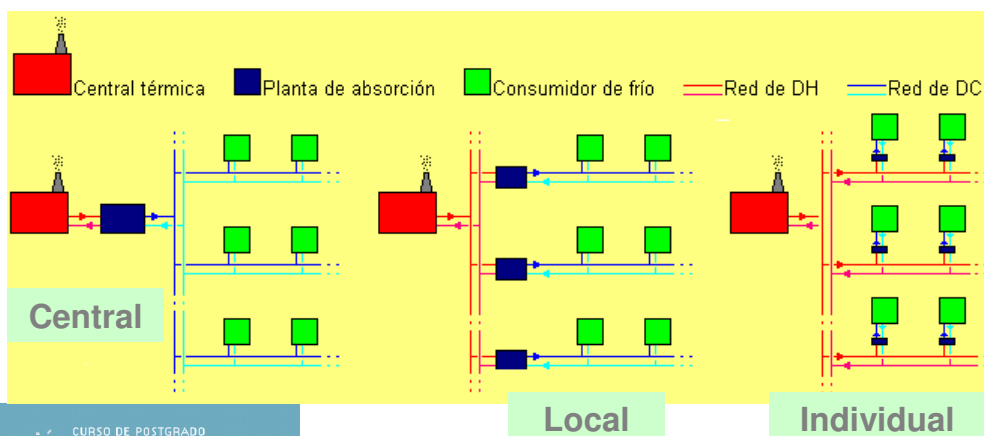 Central térmica Planta de absorción Consumidor de frío Red de DH Red de DC
Central
Local
Individual
CURSO DE POSTGRADO